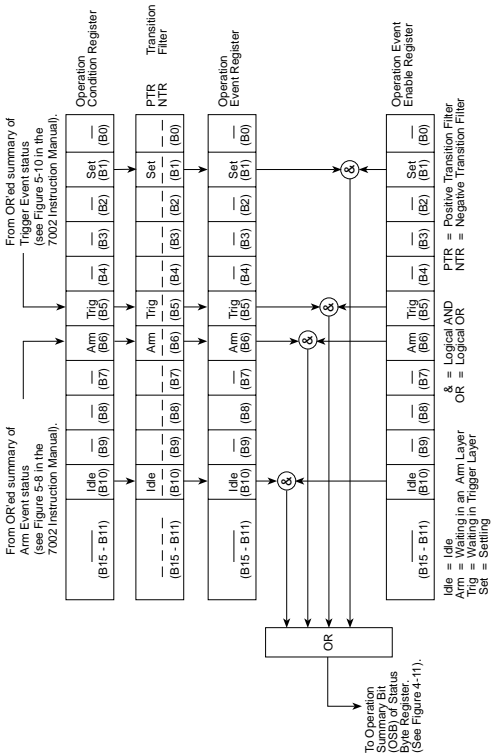 From OR'ed summary of
Arm Event status
(see Figure 5-8 in the
7002 Instruction Manual).
From OR'ed summary of
Trigger Event status
(see Figure 5-10 in the
7002 Instruction Manual).
— Idle — — — Arm Trig — — — Set —
(B15 - B11) (B10) (B9) (B8) (B7) (B6) (B5) (B4) (B3) (B2) (B1) (B0)
Operation
Condition Register
Idle Arm Trig Set
(B15 - B11) (B10) (B9) (B8) (B7) (B6) (B5) (B4) (B3) (B2) (B1) (B0)
PTR
NTR
Transition
Filter
— Idle — — — Arm Trig — — — Set —
(B15 - B11) (B10) (B9) (B8) (B7) (B6) (B5) (B4) (B3) (B2) (B1) (B0)
Operation
Event Register
& & & &
OR
To Operation
Summary Bit
(OSB) of Status
Byte Register.
(See Figure 4-11).
— Idle — — — Arm Trig — — — Set —
(B15 - B11) (B10) (B9) (B8) (B7) (B6) (B5) (B4) (B3) (B2) (B1) (B0)
Operation Event
Enable Register
Idle = Idle
Arm = Waiting in an Arm Layer
Trig = Waiting in Trigger Layer
Set = Settling
& = Logical AND
OR = Logical OR
PTR = Positive Transition Filter
NTR = Negative Transition Filter